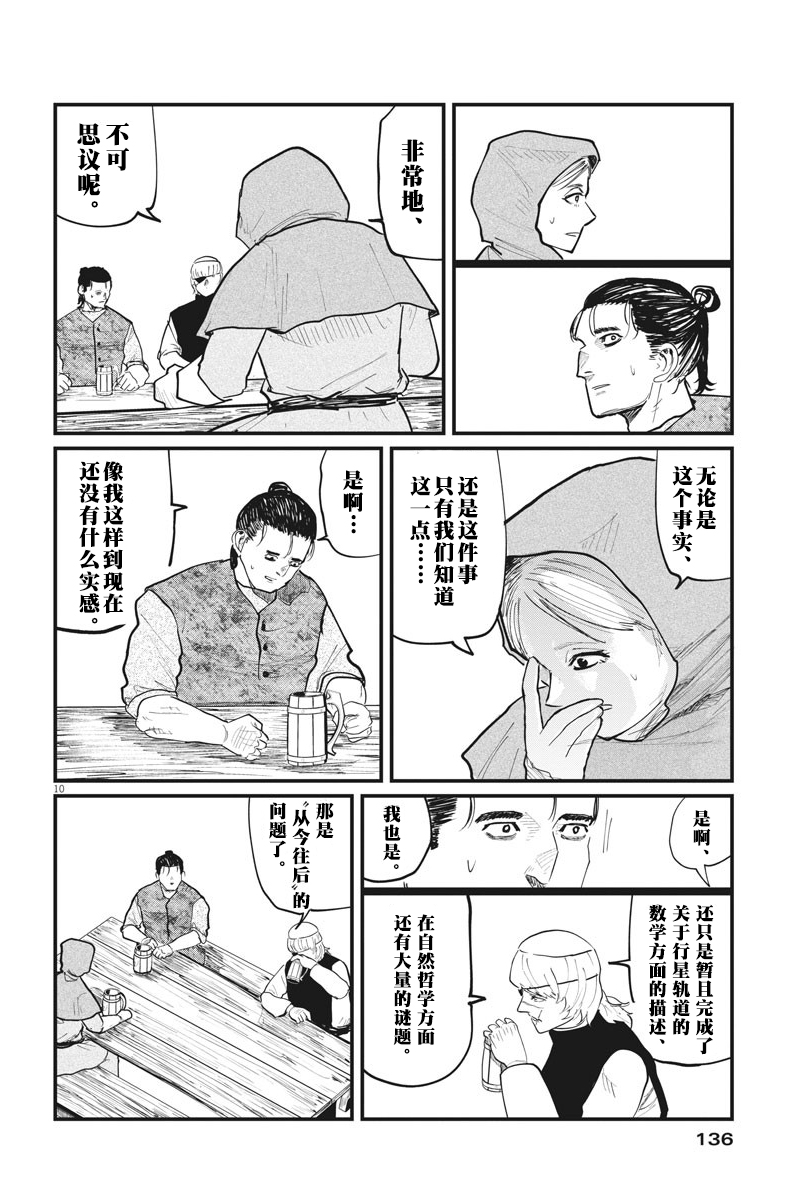 非常地、
不可
思议呢。
无论是
这个事实、
还是这件事
只有我们知道
这一点……
是啊…
像我这样到现在
还没有什么实感。
是啊、
我也是。
还只是暂且完成了
关于行星轨道的
数学方面的描述、
在自然哲学方面
还有大量的谜题。
那是
“从今往后”的
问题了。
10
136